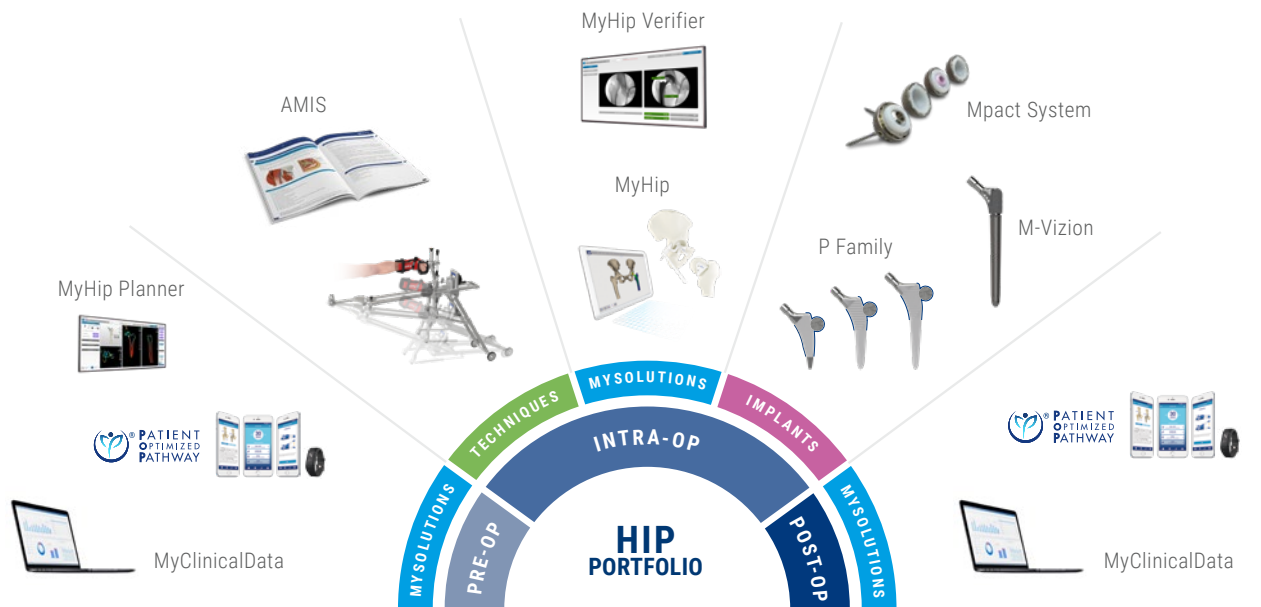 MyHip Verifier
AMIS
Mpact System
MyHip
M-Vizion
P Family
MyHip Planner
MYSOLUTIONS
TECHNIQUES
IMPLANTS
INTRA-OP
® PATIENT
OPTIMIZED
PATHWAY
® PATIENT
OPTIMIZED
PATHWAY
MYSOLUTIONS
MYSOLUTIONS
PRE-OP
POST-OP
HIP
PORTFOLIO
MyClinicalData
MyClinicalData